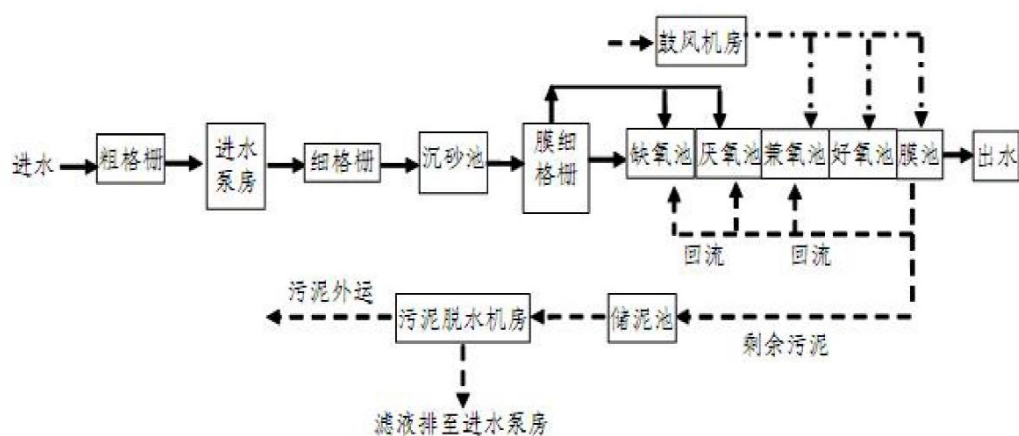 鼓风机房
进水
粗格栅
进水
泵房
细格栅
沉砂池
膜细
格栅
缺氧池
厌氧池
兼氧池
好氧池
膜池
出水
回流
回流
污泥外运
污泥脱水机房
储泥池
剩余污泥
滤液排至进水泵房